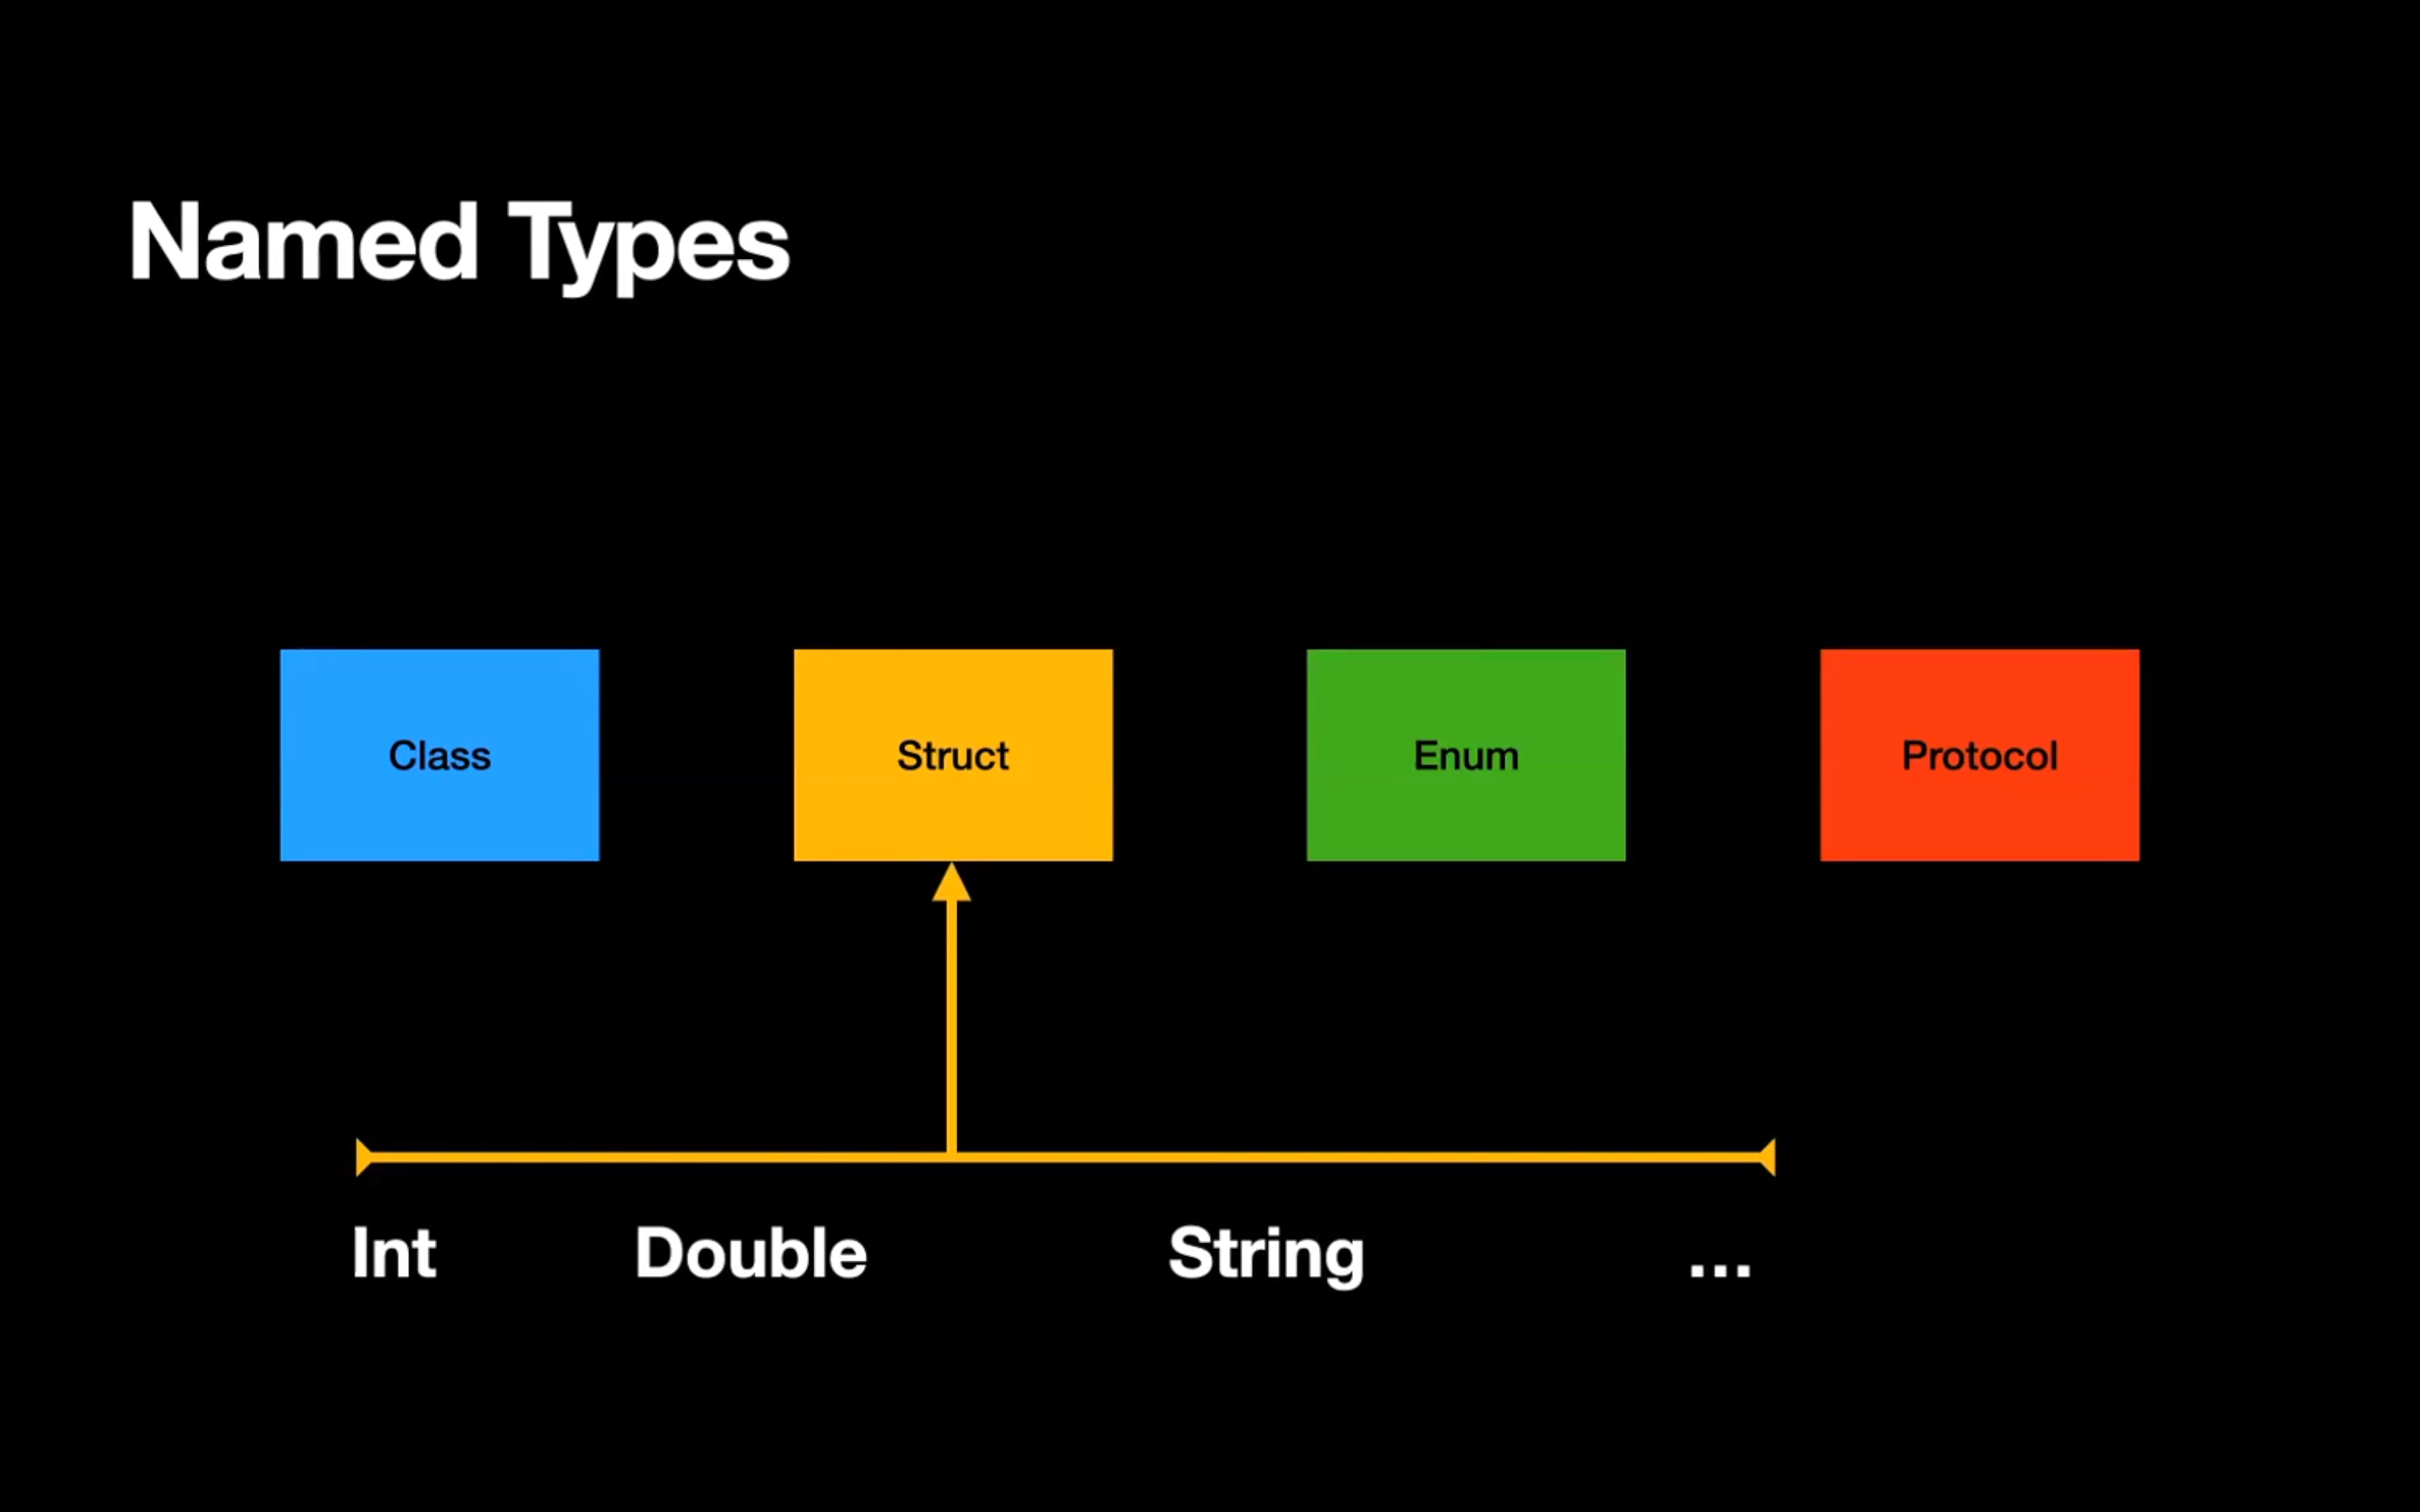 Named Types
Class
Struct
Enum
Protocol
Int
Double
String
...